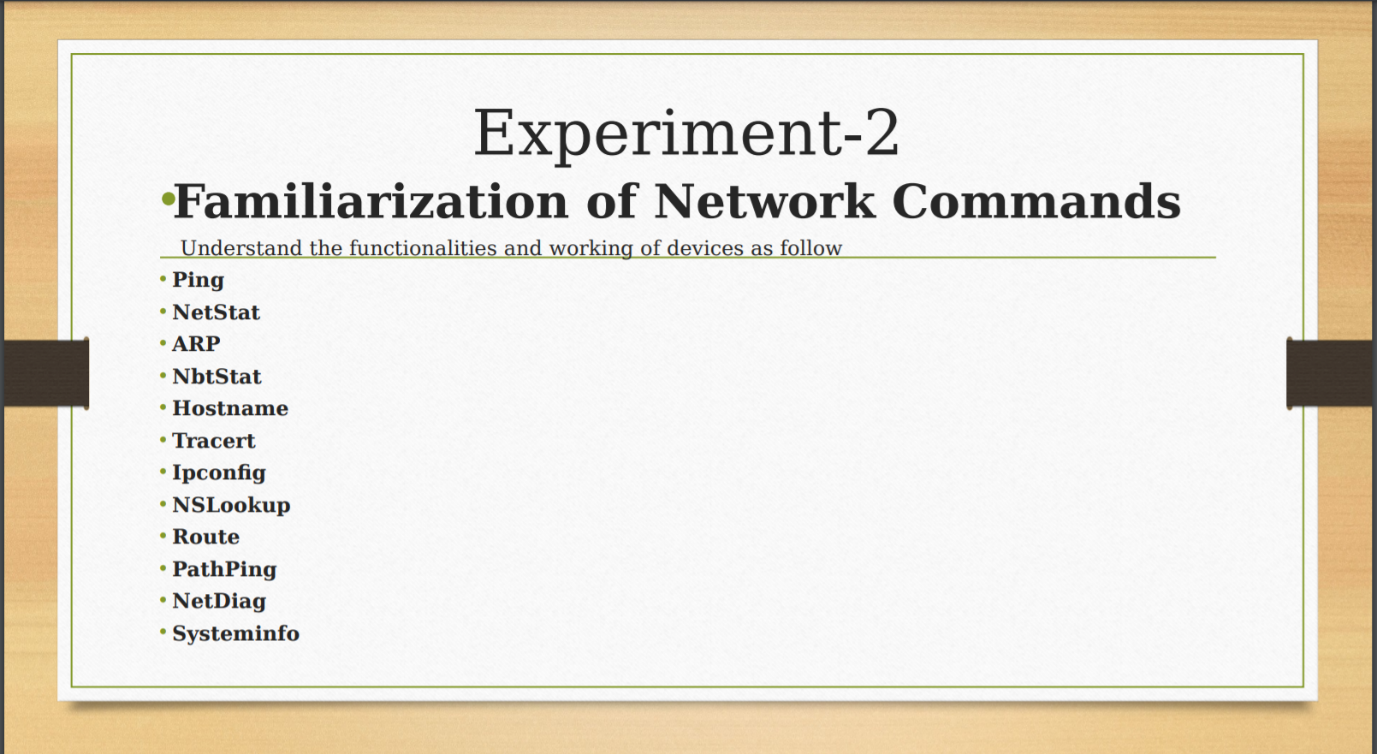 Experiment-2
•Familiarization of Network Commands
Understand the functionalities and working of devices as follow
• Ping
• NetStat
• ARP
• NbtStat
• Hostname
• Tracert
• Ipconfig
• NSLookup
• Route
• PathPing
• NetDiag
• Systeminfo